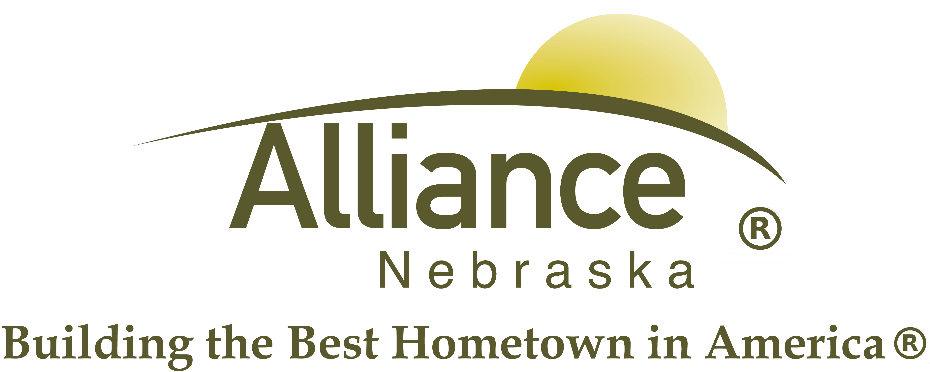 Alliance
®
Nebraska
Building the Best Hometown in America®